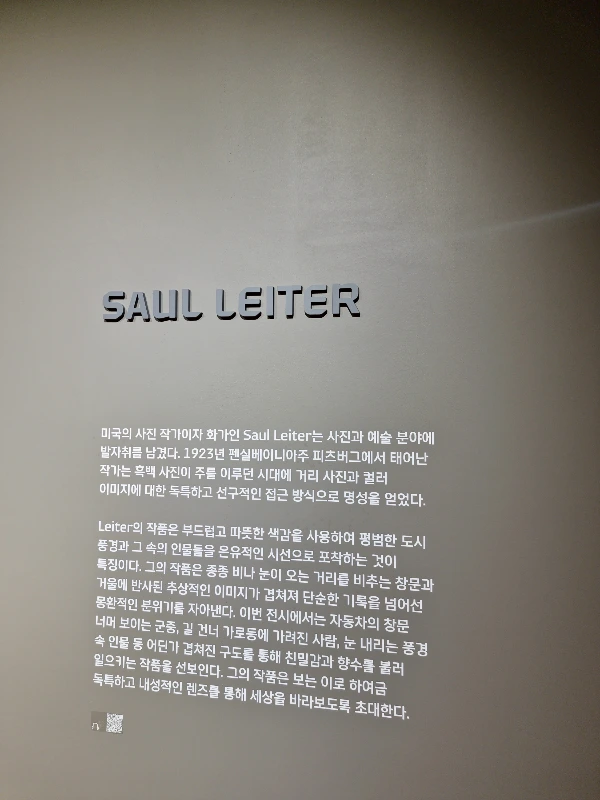 SAUL LEITER
미국의 사진 작가이자 화가인 Saul Leiter는 사진과 예술 분야에
발자취를 남겼다. 1923년 펜실베이니아주 피츠버그에서 태어난
작가는 흑백 사진이 주를 이루던 시대에 거리 사진과 컬러
이미지에 대한 독특하고 선구적인 접근 방식으로 명성을 얻었다.
Leiter의 작품은 부드럽고 따뜻한 색감을 사용하여 평범한 도시
풍경과 그 속의 인물들을 은유적인 시선으로 포착하는 것이
특징이다. 그의 작품은 종종 비나 눈이 오는 거리를 비추는 창문과
거울에 반사된 추상적인 이미지가 겹쳐져 단순한 기록을 넘어선
몽환적인 분위기를 자아낸다. 이번 전시에서는 자동차의 창문
너머 보이는 군중, 길 건너 가로등에 가려진 사람, 눈 내리는 풍경
속 인물 등 어딘가 겹쳐진 구도를 통해 친밀감과 향수를 불러
일으키는 작품을 선보인다. 그의 작품은 보는 이로 하여금
독특하고 내성적인 렌즈를 통해 세상을 바라보도록 초대한다.